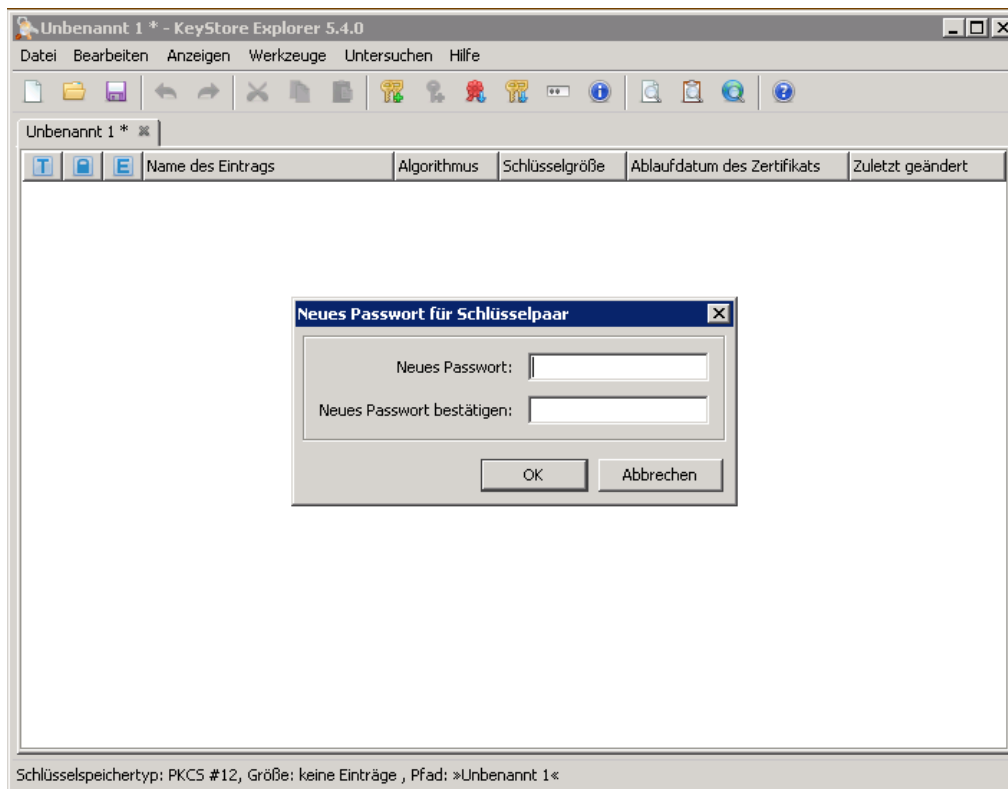 Unbenannt 1 * - KeyStore Explorer 5.4.0
Datei Bearbeiten Anzeigen Werkzeuge Untersuchen Hilfe
Unbenannt 1 *
T E Name des Eintrags Algorithmus Schlüsselgröße Ablaufdatum des Zertifikats Zuletzt geändert
Neues Passwort für Schlüsselpaar
Neues Passwort:
Neues Passwort bestätigen:
OK Abbrechen
Schlüsselspeichertyp: PKCS #12, Größe: keine Einträge , Pfad: »Unbenannt 1«